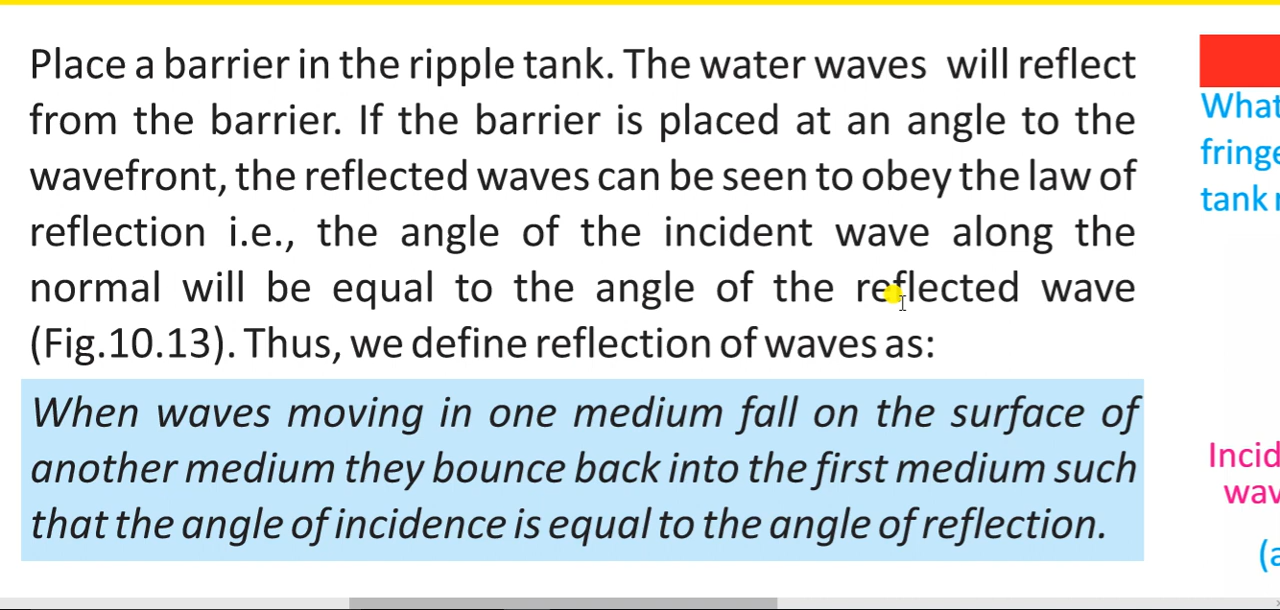 Place a barrier in the ripple tank. The water waves will reflect
from the barrier. If the barrier is placed at an angle to the
wavefront, the reflected waves can be seen to obey the law of
reflection i.e., the angle of the incident wave along the
normal will be equal to the angle of the reflected wave
(Fig.10.13). Thus, we define reflection of waves as:
When waves moving in one medium fall on the surface of
another medium they bounce back into the first medium such
that the angle of incidence is equal to the angle of reflection.
What
tank